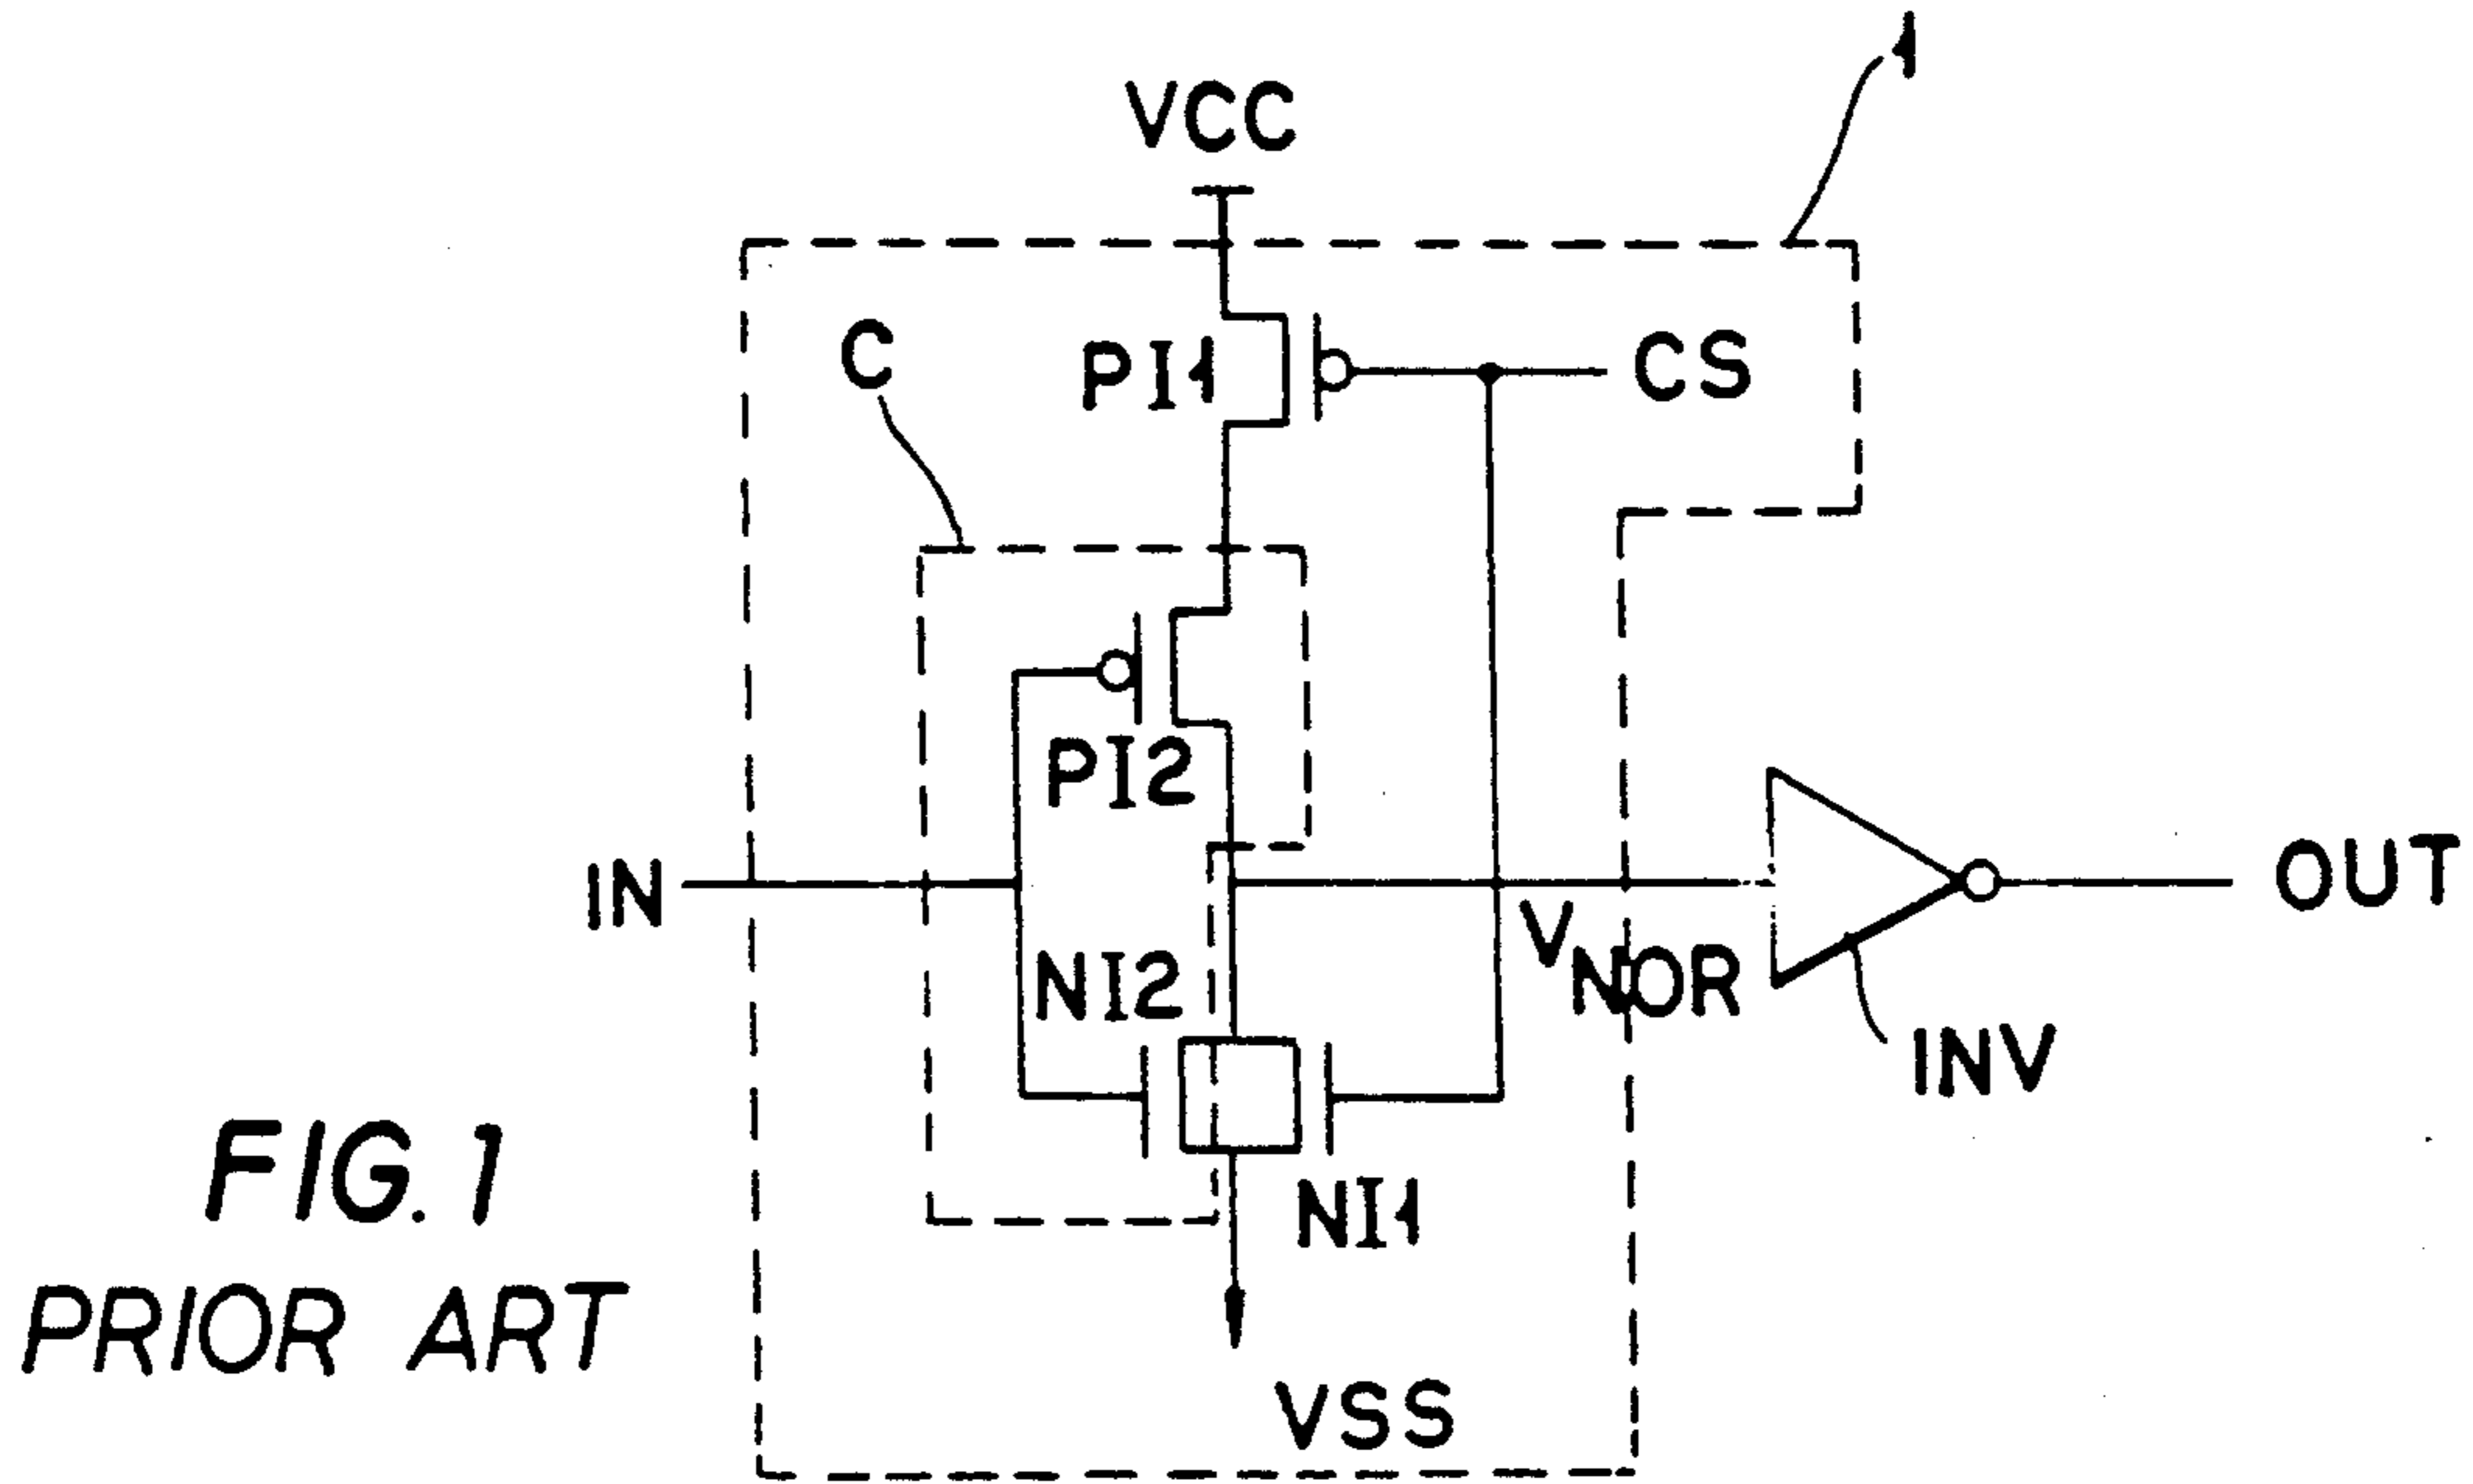 1
VCC
C
PI1
CS
PI2
IN
OUT
VNOR
NI2
INV
NI1
VSS
FIG. 1
PRIOR ART